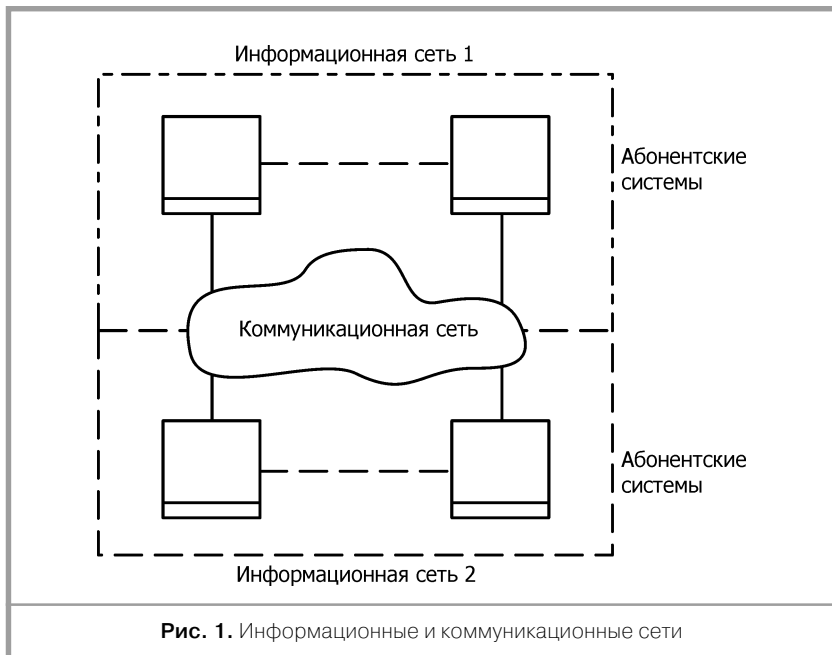 Информационная сеть 1
Абонентские
системы
Коммуникационная сеть
Абонентские
системы
Информационная сеть 2
Рис. 1. Информационные и коммуникационные сети